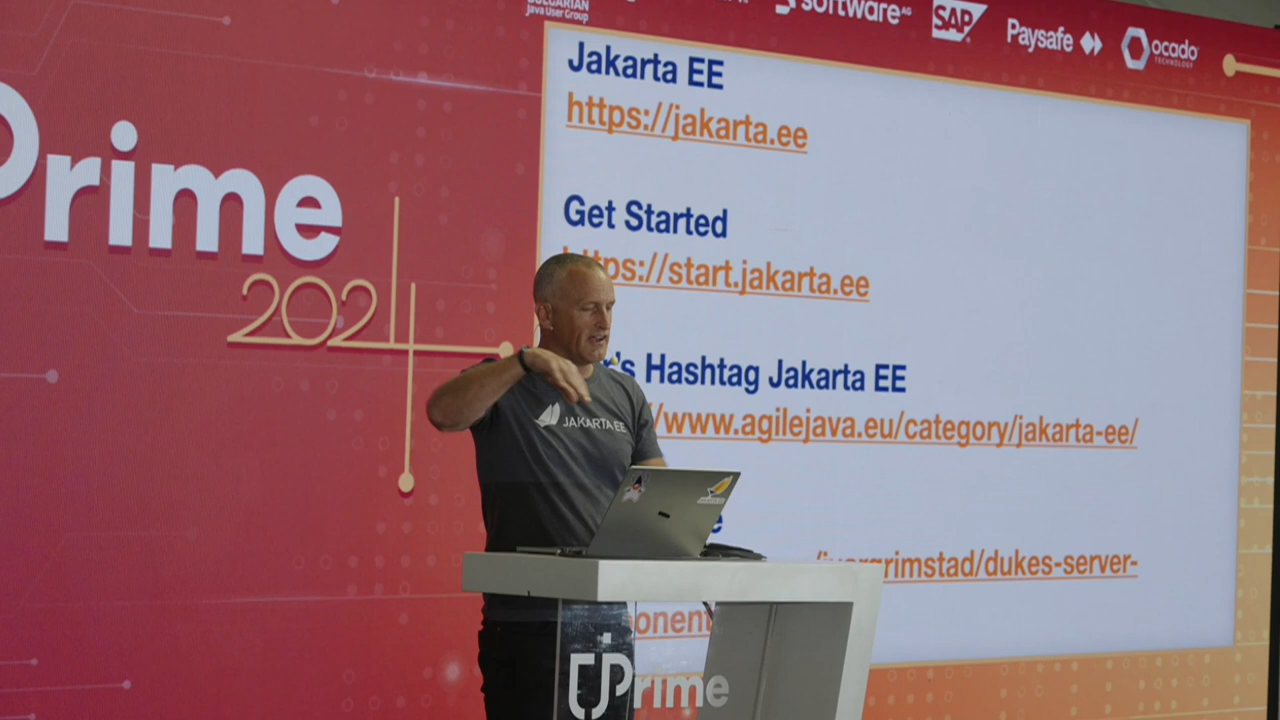 BULGARIAN
Java User Group
software AG
SAP
Paysafe
ocado
TECHNOLOGY
Prime
2024
Jakarta EE
https://jakarta.ee
Get Started
https://start.jakarta.ee
's Hashtag Jakarta EE
//www.agilejava.eu/category/jakarta-ee/
/ivargrimstad/dukes-server-
JAKARTA EE
jPrime